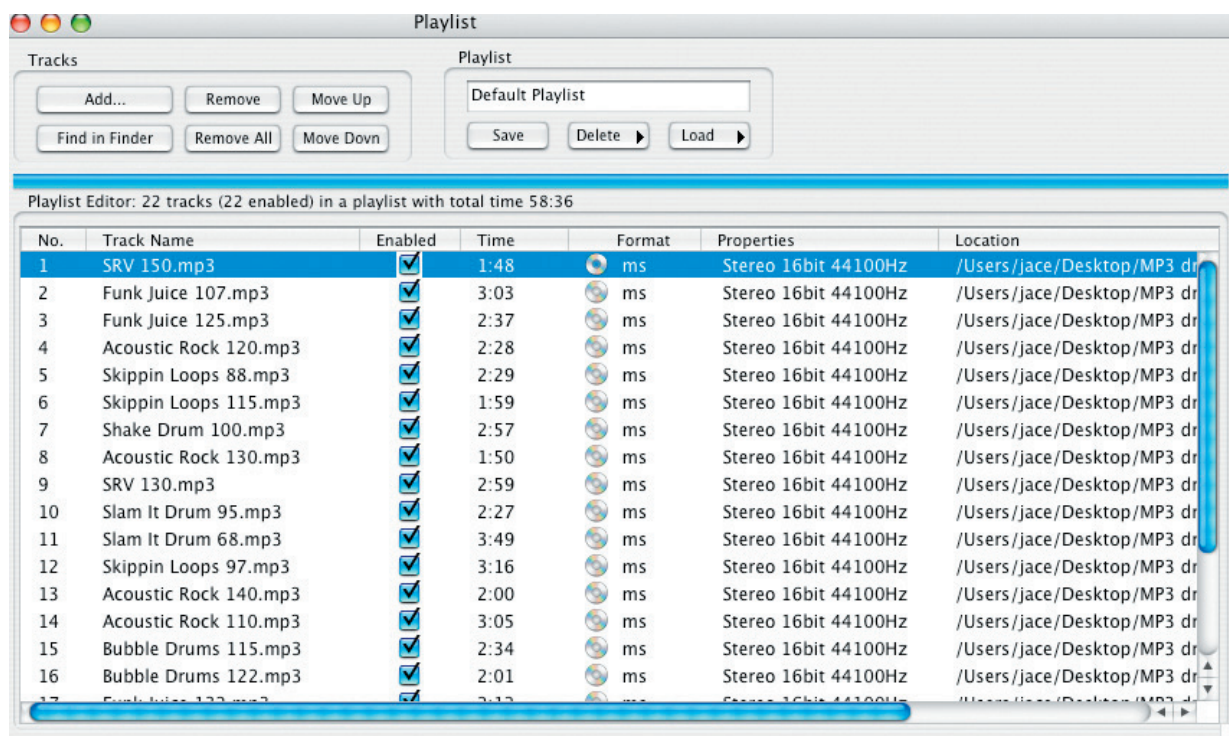 Playlist
Tracks
Playlist
Add...
Remove
Move Up
Default Playlist
Find in Finder
Remove All
Move Dovn
Save
Delete
Load
Playlist Editor: 22 tracks (22 enabled) in a playlist with total time 58:36
No. Track Name Enabled Time Format Properties Location
1 SRV 150.mp3 1:48 ms Stereo 16bit 44100Hz /Users/jace/Desktop/MP3 dr
2 Funk Juice 107.mp3 3:03 ms Stereo 16bit 44100Hz /Users/jace/Desktop/MP3 dr
3 Funk Juice 125.mp3 2:37 ms Stereo 16bit 44100Hz /Users/jace/Desktop/MP3 dr
4 Acoustic Rock 120.mp3 2:28 ms Stereo 16bit 44100Hz /Users/jace/Desktop/MP3 dr
5 Skippin Loops 88.mp3 2:29 ms Stereo 16bit 44100Hz /Users/jace/Desktop/MP3 dr
6 Skippin Loops 115.mp3 1:59 ms Stereo 16bit 44100Hz /Users/jace/Desktop/MP3 dr
7 Shake Drum 100.mp3 2:57 ms Stereo 16bit 44100Hz /Users/jace/Desktop/MP3 dr
8 Acoustic Rock 130.mp3 1:50 ms Stereo 16bit 44100Hz /Users/jace/Desktop/MP3 dr
9 SRV 130.mp3 2:59 ms Stereo 16bit 44100Hz /Users/jace/Desktop/MP3 dr
10 Slam It Drum 95.mp3 2:27 ms Stereo 16bit 44100Hz /Users/jace/Desktop/MP3 dr
11 Slam It Drum 68.mp3 3:49 ms Stereo 16bit 44100Hz /Users/jace/Desktop/MP3 dr
12 Skippin Loops 97.mp3 3:16 ms Stereo 16bit 44100Hz /Users/jace/Desktop/MP3 dr
13 Acoustic Rock 140.mp3 2:00 ms Stereo 16bit 44100Hz /Users/jace/Desktop/MP3 dr
14 Acoustic Rock 110.mp3 3:05 ms Stereo 16bit 44100Hz /Users/jace/Desktop/MP3 dr
15 Bubble Drums 115.mp3 2:34 ms Stereo 16bit 44100Hz /Users/jace/Desktop/MP3 dr
16 Bubble Drums 122.mp3 2:01 ms Stereo 16bit 44100Hz /Users/jace/Desktop/MP3 dr